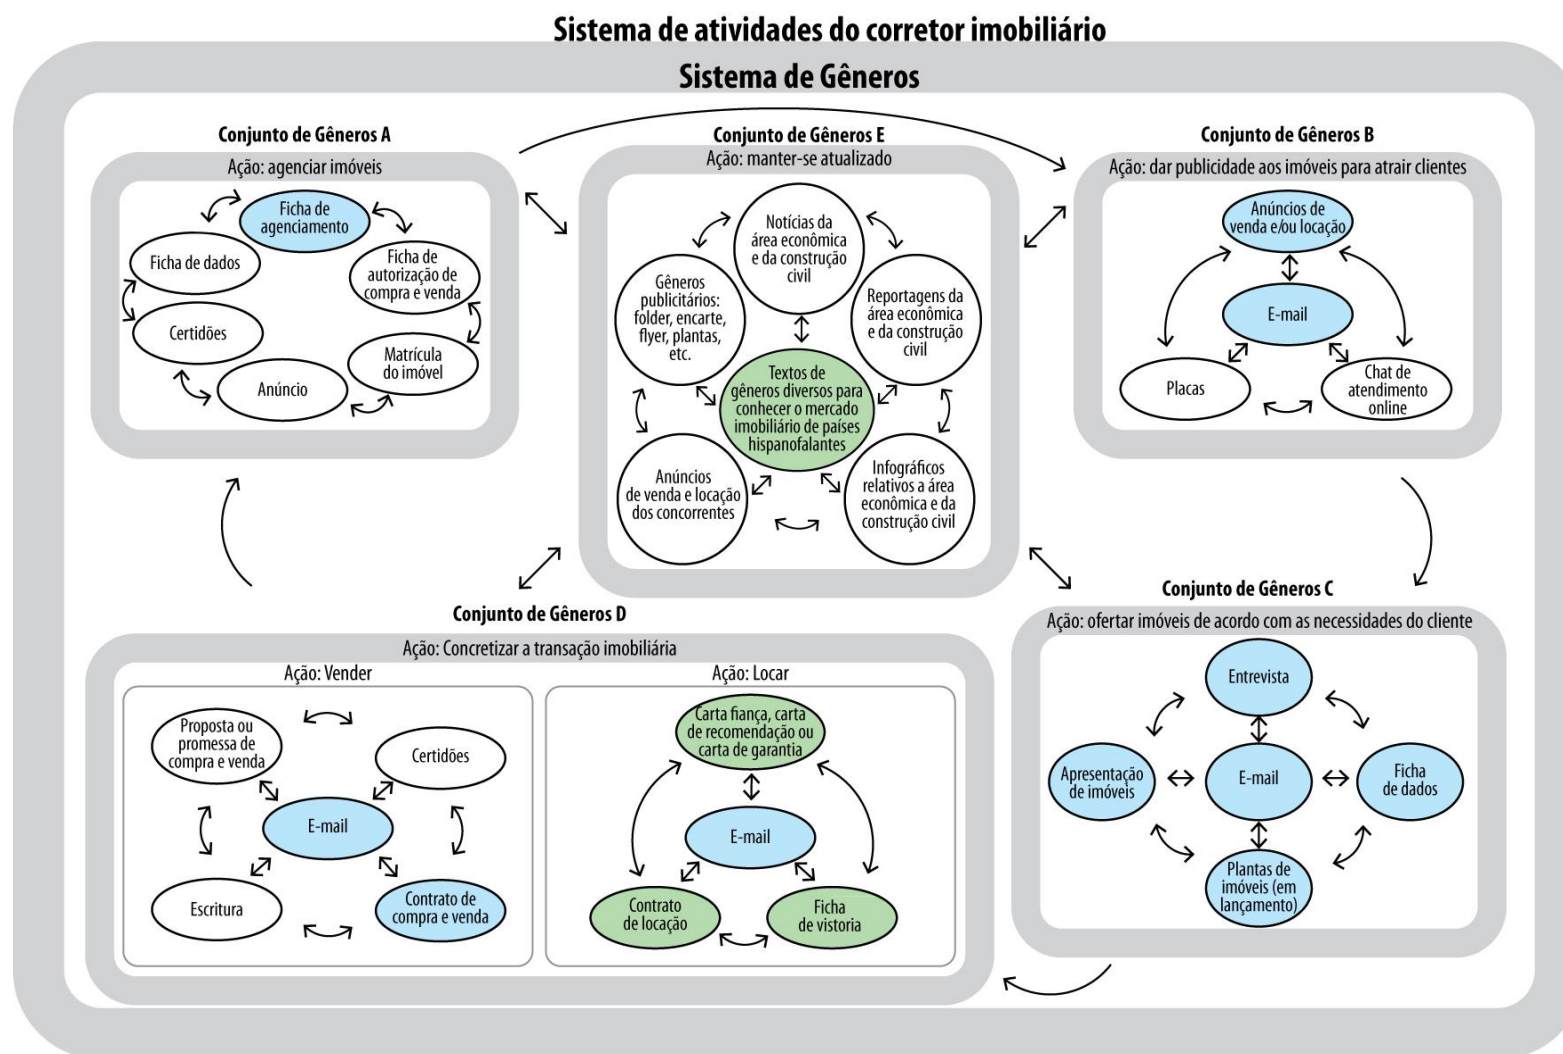 Sistema de atividades do corretor imobiliário
Sistema de Gêneros
Conjunto de Gêneros A
Ação: agenciar imóveis
Ficha de
agenciamento
Ficha de dados
Ficha de
autorização de
compra e venda
Certidões
Matrícula
do imóvel
Anúncio
Conjunto de Gêneros E
Ação: manter-se atualizado
Notícias da
área econômica
e da construção
civil
Gêneros
publicitários:
folder, encarte,
flyer, plantas,
etc.
Reportagens da
área econômica
e da construção
civil
Textos de
gêneros diversos para
conhecer o mercado
imobiliário de países
hispanofalantes
Anúncios
de venda e locação
dos concorrentes
Infográficos
relativos a área
econômica e da
construção civil
Conjunto de Gêneros B
Ação: dar publicidade aos imóveis para atrair clientes
Anúncios de
venda e/ou locação
E-mail
Placas
Chat de
atendimento
online
Conjunto de Gêneros D
Ação: Concretizar a transação imobiliária
Ação: Vender
Proposta ou
promessa de
compra e venda
Certidões
E-mail
Escritura
Contrato de
compra e venda
Ação: Locar
Carta fiança, carta
de recomendação ou
carta de garantia
E-mail
Contrato
de locação
Ficha
de vistoria
Conjunto de Gêneros C
Ação: ofertar imóveis de acordo com as necessidades do cliente
Entrevista
Apresentação
de imóveis
E-mail
Ficha
de dados
Plantas de
imóveis (em
lançamento)